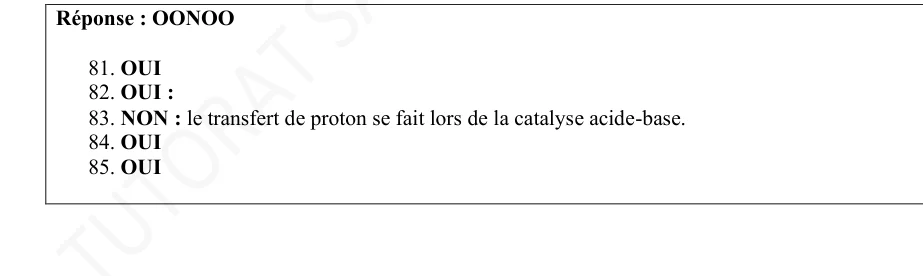 Réponse : OONOO
81. OUI
82. OUI :
83. NON : le transfert de proton se fait lors de la catalyse acide-base.
84. OUI
85. OUI
TUTORAT